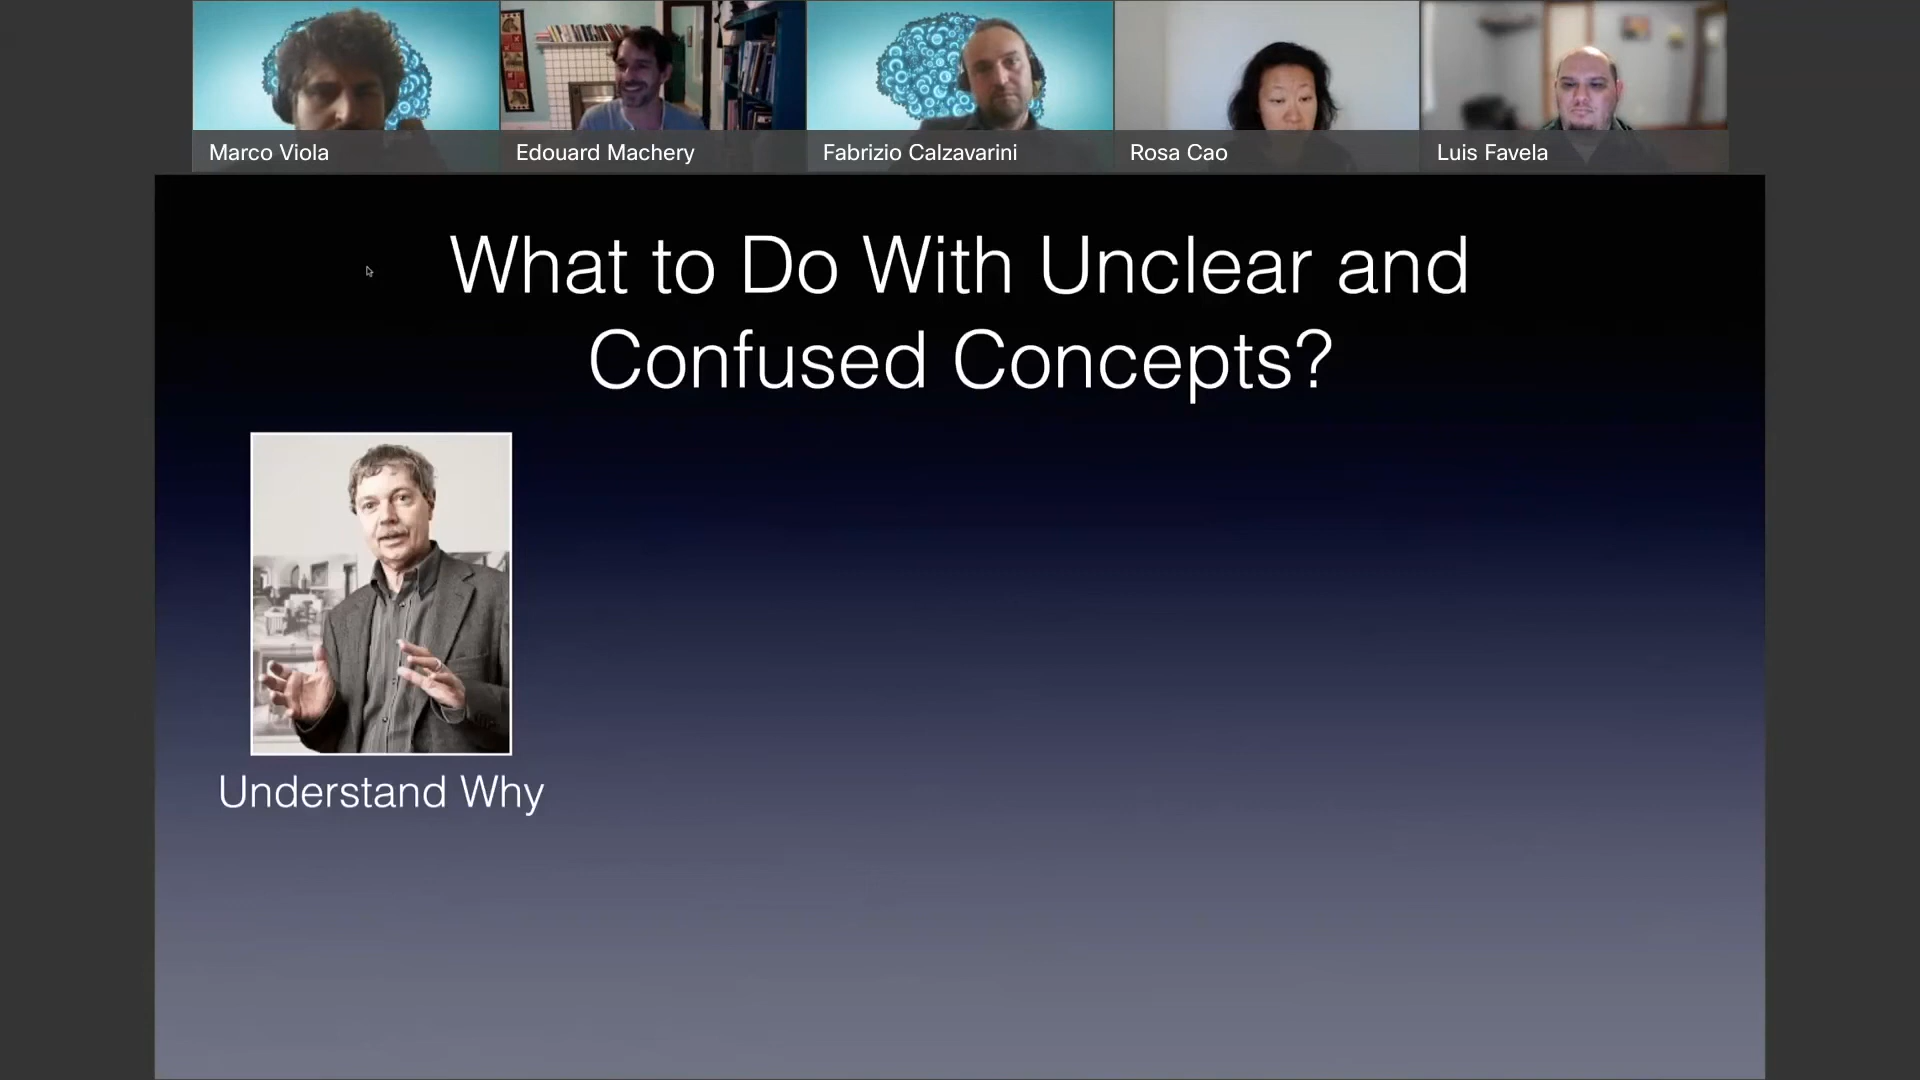 Marco Viola
Edouard Machery
Fabrizio Calzavarini
Rosa Cao
Luis Favela
What to Do With Unclear and
Confused Concepts?
Understand Why